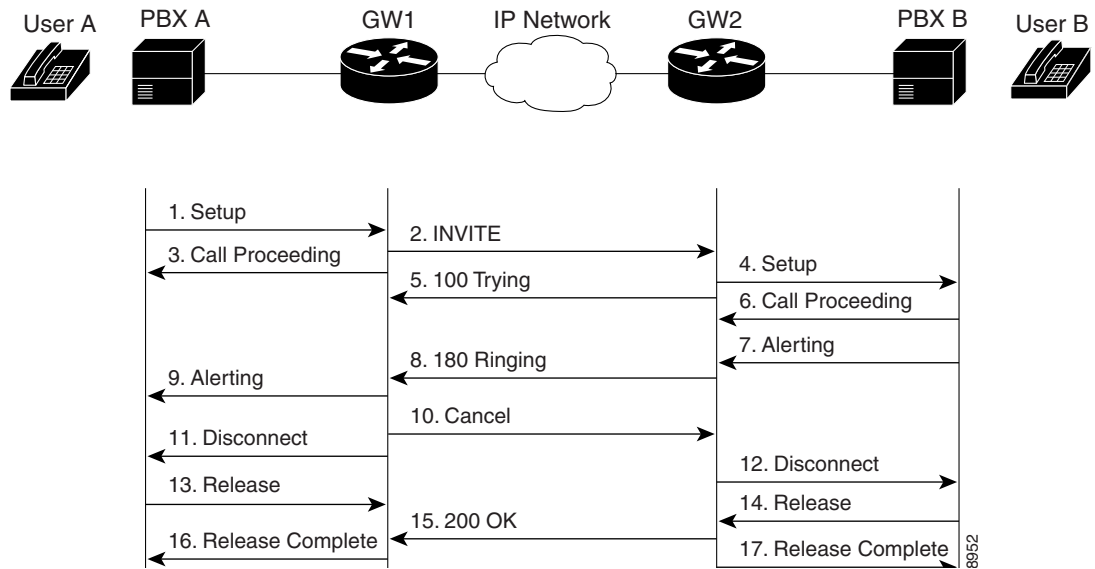 User A
PBX A
GW1
IP Network
GW2
PBX B
User B
1. Setup
2. INVITE
3. Call Proceeding
4. Setup
5. 100 Trying
6. Call Proceeding
7. Alerting
8. 180 Ringing
9. Alerting
10. Cancel
11. Disconnect
12. Disconnect
13. Release
14. Release
15. 200 OK
16. Release Complete
17. Release Complete
8952